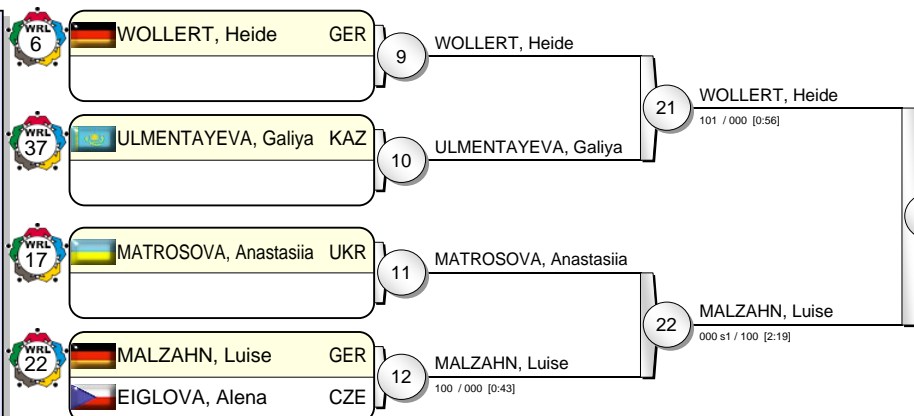 WRL 6 WOLLERT, Heide GER
9 WOLLERT, Heide
21 WOLLERT, Heide
101 / 000 [0:56]
WRL 37 ULMENTAYEVA, Galiya KAZ
10 ULMENTAYEVA, Galiya
WRL 17 MATROSOVA, Anastasiia UKR
11 MATROSOVA, Anastasiia
22 MALZAHN, Luise
000 s1 / 100 [2:19]
WRL 22 MALZAHN, Luise GER
12 MALZAHN, Luise
100 / 000 [0:43]
EIGLOVA, Alena CZE